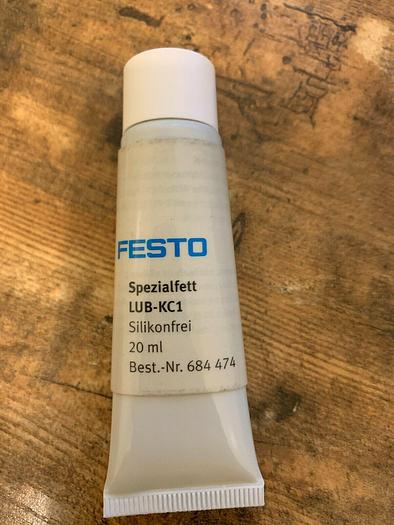 FESTO
Spezialfett
LUB-KC1
Silikonfrei
20 ml
Best.-Nr. 684 474